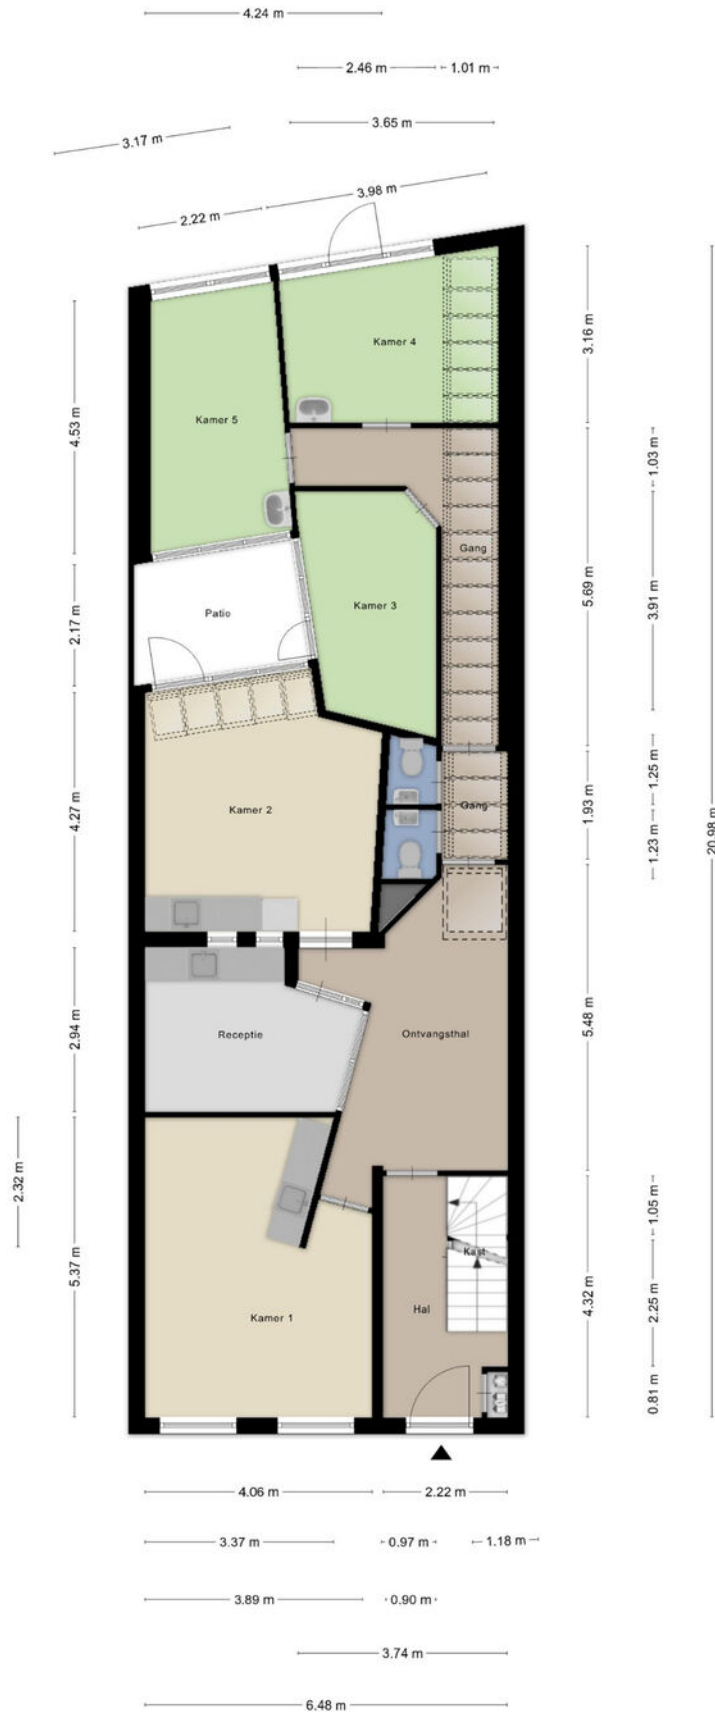 4.24 m
2.46 m
1.01 m
3.65 m
3.17 m
3.98 m
2.22 m
Kamer 4
3.16 m
Kamer 5
4.53 m
1.03 m
Gang
5.69 m
3.91 m
Kamer 3
Patio
2.17 m
1.25 m
Kamer 2
4.27 m
Gang
1.93 m
1.23 m
20.98 m
Receptie
Ontvangsthal
2.94 m
5.48 m
2.32 m
1.05 m
Kast
5.37 m
Kamer 1
Hal
4.32 m
2.25 m
0.81 m
4.06 m
2.22 m
3.37 m
0.97 m
1.18 m
3.89 m
0.90 m
3.74 m
6.48 m